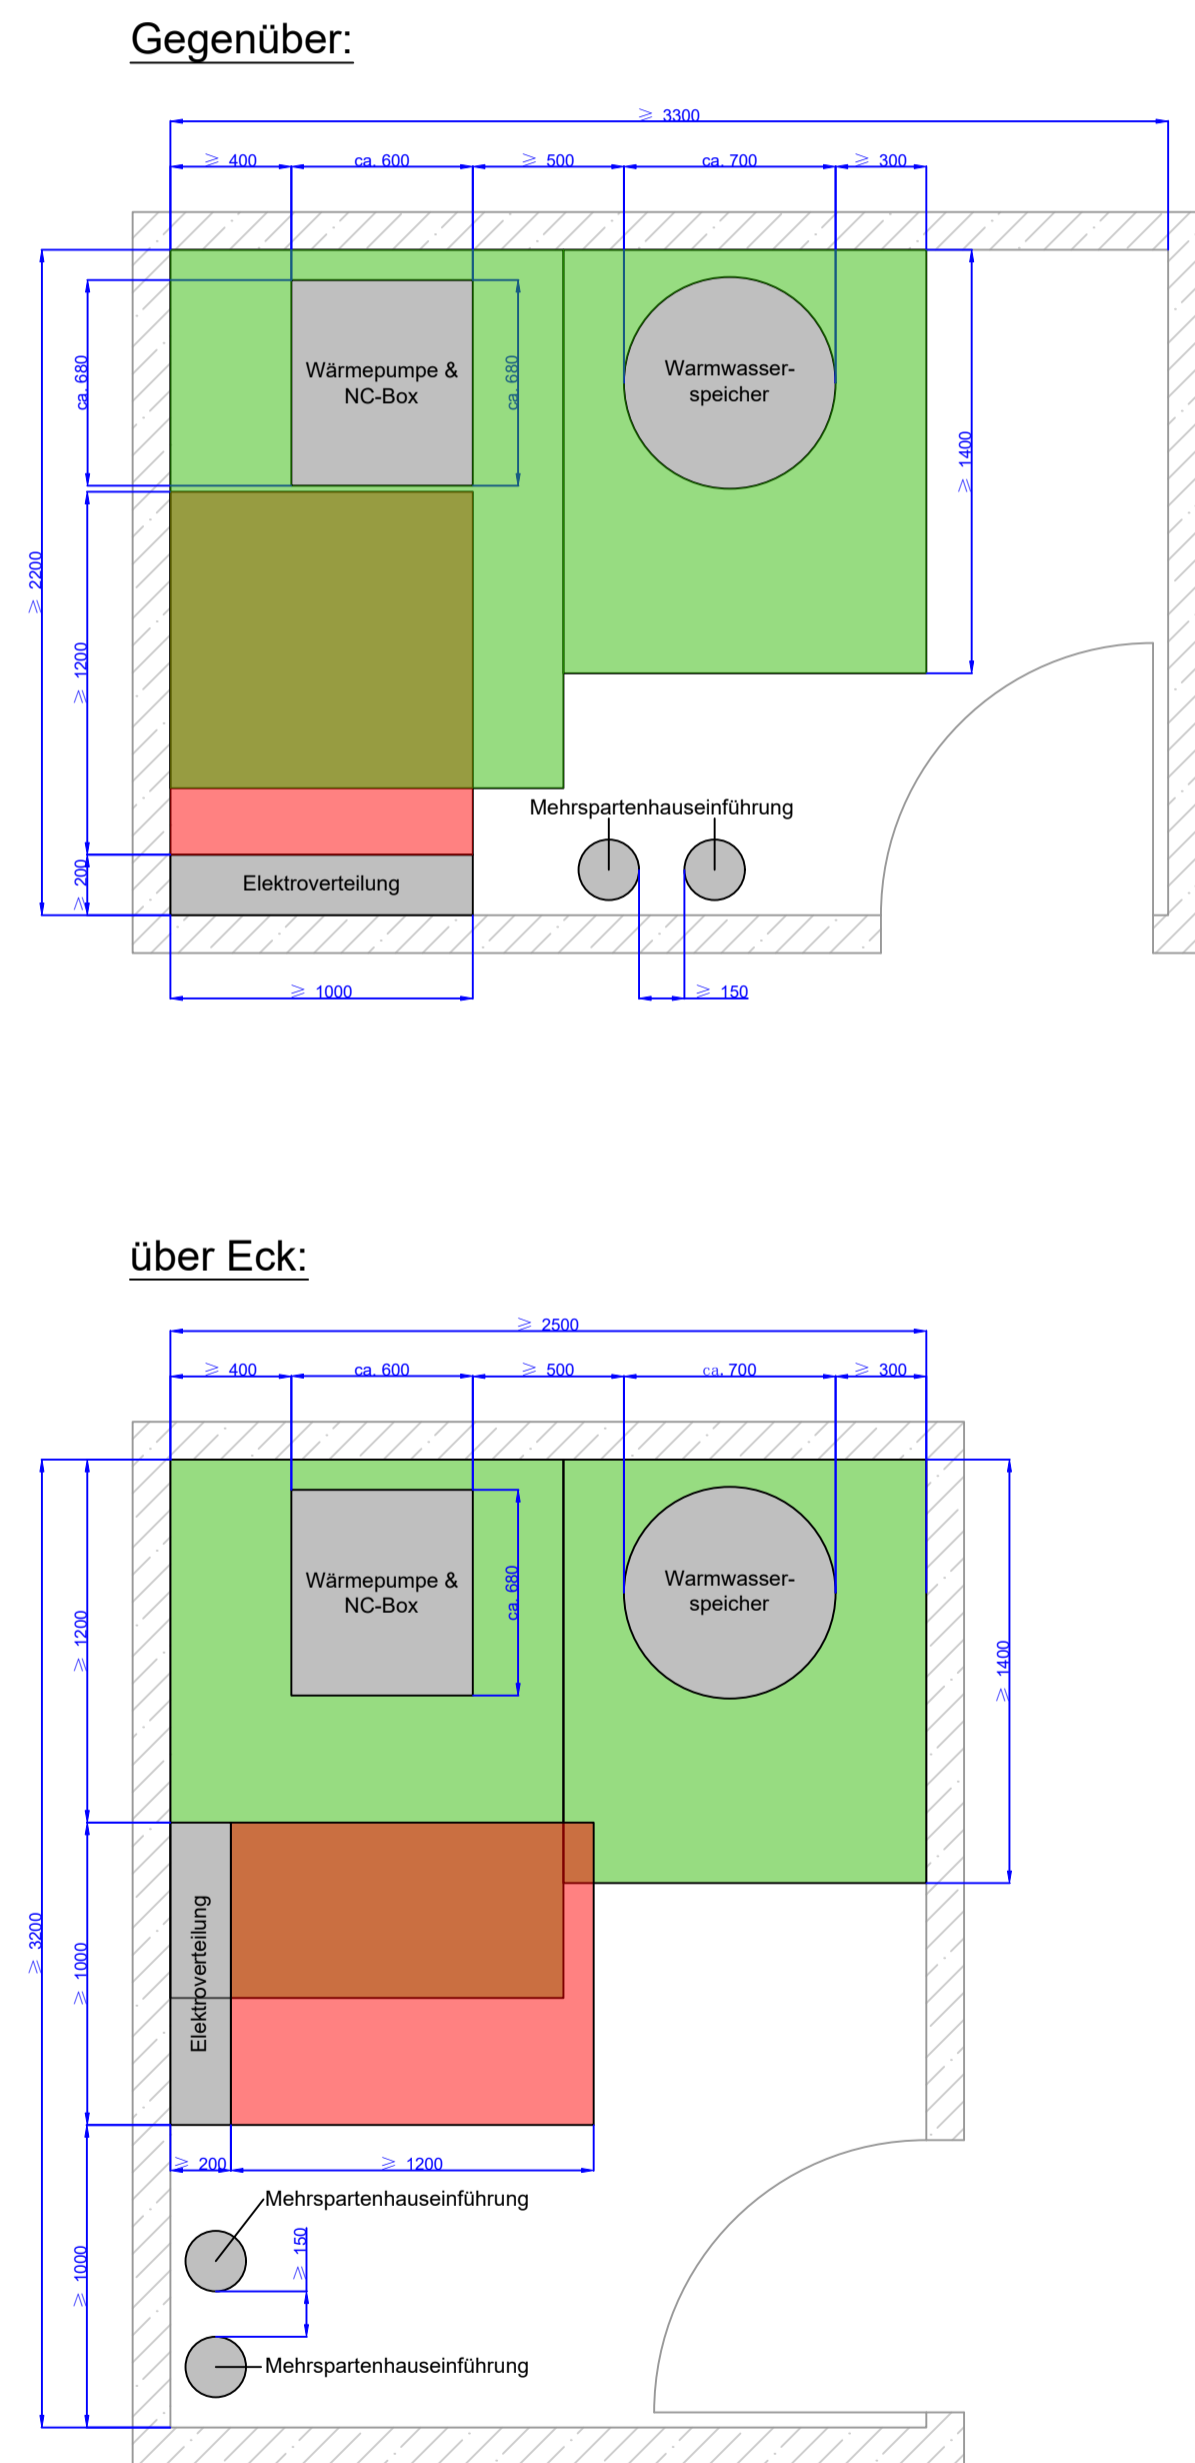 Gegenüber:
≥ 3300
≥ 400
ca. 600
≥ 500
ca. 700
≥ 300
ca. 680
Wärmepumpe &
NC-Box
ca. 680
Warmwasser-
speicher
≥ 1400
≥ 2200
≥ 1200
Mehrspartenhauseinführung
≥ 200
Elektroverteilung
≥ 1000
≥ 150
über Eck:
≥ 2500
≥ 400
ca. 600
≥ 500
ca. 700
≥ 300
≥ 1200
Wärmepumpe &
NC-Box
ca. 680
Warmwasser-
speicher
≥ 1400
≥ 3200
≥ 1000
Elektroverteilung
≥ 200
≥ 1200
Mehrspartenhauseinführung
≥ 150
≥ 1000
Mehrspartenhauseinführung